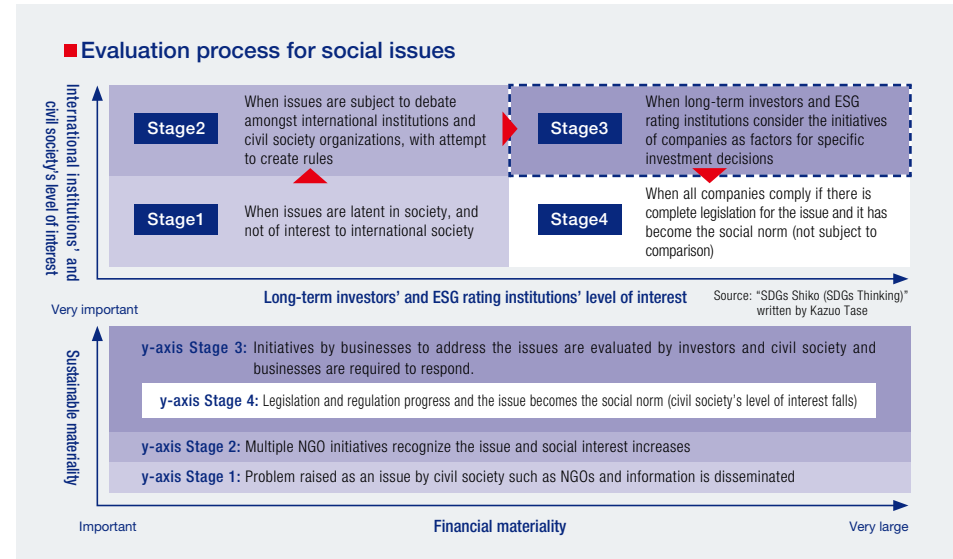 Evaluation process for social issues
International institutions' and
civil society's level of interest
Stage2
When issues are subject to debate
amongst international institutions and
civil society organizations, with attempt
to create rules
Stage3
When long-term investors and ESG
rating institutions consider the initiatives
of companies as factors for specific
investment decisions
Stage1
When issues are latent in society, and
not of interest to international society
Stage4
When all companies comply if there is
complete legislation for the issue and it has
become the social norm (not subject to
comparison)
Long-term investors' and ESG rating institutions' level of interest
Source: “SDGs Shiko (SDGs Thinking)”
written by Kazuo Tase
Very important
Sustainable materiality
y-axis Stage 3: Initiatives by businesses to address the issues are evaluated by investors and civil society and
businesses are required to respond.
y-axis Stage 4: Legislation and regulation progress and the issue becomes the social norm (civil society's level of interest falls)
y-axis Stage 2: Multiple NGO initiatives recognize the issue and social interest increases
y-axis Stage 1: Problem raised as an issue by civil society such as NGOs and information is disseminated
Important
Financial materiality
Very large